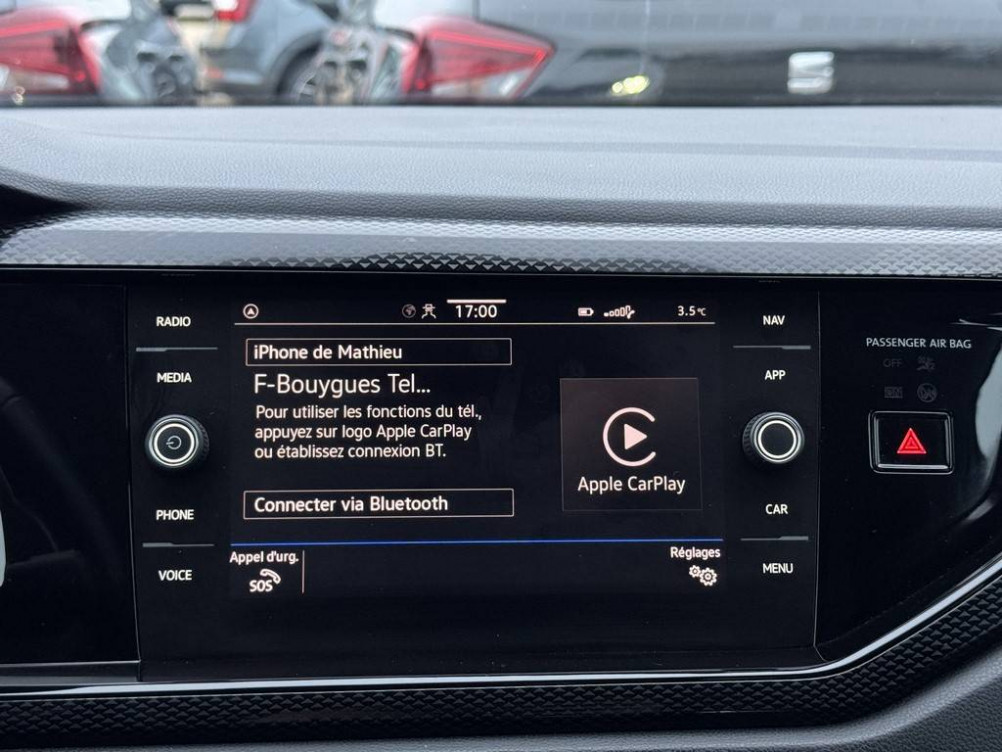 17:00
3.5°C
RADIO
MEDIA
PHONE
VOICE
iPhone de Mathieu
F-Bouygues Tel...
Pour utiliser les fonctions du tél.,
appuyez sur logo Apple CarPlay
ou établissez connexion BT.
Connecter via Bluetooth
Apple CarPlay
Appel d'urg.
SOS
Réglages
NAV
APP
CAR
MENU
PASSENGER AIR BAG
OFF